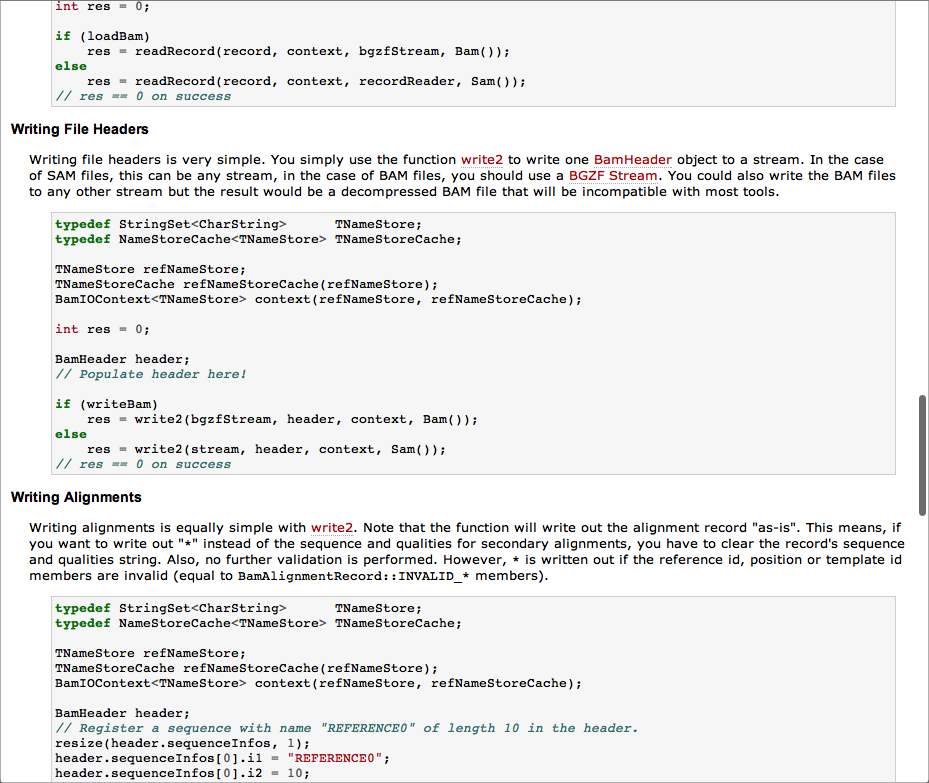 int res = 0;
if (loadBam)
res = readRecord(record, context, bgzfStream, Bam());
else
res = readRecord(record, context, recordReader, Sam());
// res == 0 on success
Writing File Headers
Writing file headers is very simple. You simply use the function write2 to write one BamHeader object to a stream. In the case
of SAM files, this can be any stream, in the case of BAM files, you should use a BGZF Stream. You could also write the BAM files
to any other stream but the result would be a decompressed BAM file that will be incompatible with most tools.
typedef StringSet<CharString>      TNameStore;
typedef NameStoreCache<TNameStore> TNameStoreCache;
TNameStore refNameStore;
TNameStoreCache refNameStoreCache(refNameStore);
BamIOContext<TNameStore> context(refNameStore, refNameStoreCache);
int res = 0;
BamHeader header;
// Populate header here!
if (writeBam)
res = write2(bgzfStream, header, context, Bam());
else
res = write2(stream, header, context, Sam());
// res == 0 on success
Writing Alignments
Writing alignments is equally simple with write2. Note that the function will write out the alignment record "as-is". This means, if
you want to write out "*" instead of the sequence and qualities for secondary alignments, you have to clear the record's sequence
and qualities string. Also, no further validation is performed. However, * is written out if the reference id, position or template id
members are invalid (equal to BamAlignmentRecord::INVALID_* members).
typedef StringSet<CharString>      TNameStore;
typedef NameStoreCache<TNameStore> TNameStoreCache;
TNameStore refNameStore;
TNameStoreCache refNameStoreCache(refNameStore);
BamIOContext<TNameStore> context(refNameStore, refNameStoreCache);
BamHeader header;
// Register a sequence with name "REFERENCE0" of length 10 in the header.
resize(header.sequenceInfos, 1);
header.sequenceInfos[0].i1 = "REFERENCE0";
header.sequenceInfos[0].i2 = 10;